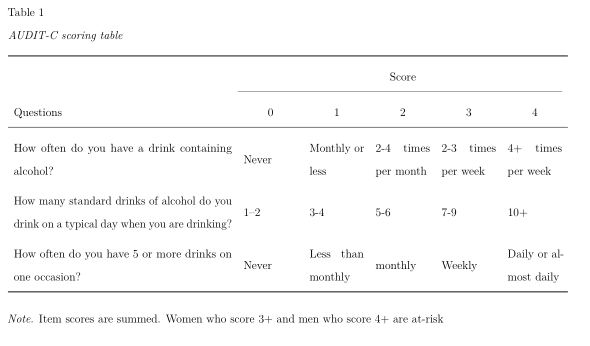 Table 1
AUDIT-C scoring table
Score
Questions 0 1 2 3 4
How often do you have a drink containing alcohol? Never Monthly or less 2-4 times per month 2-3 times per week 4+ times per week
How many standard drinks of alcohol do you drink on a typical day when you are drinking? 1–2 3-4 5-6 7-9 10+
How often do you have 5 or more drinks on one occasion? Never Less than monthly monthly Weekly Daily or al-most daily
Note. Item scores are summed. Women who score 3+ and men who score 4+ are at-risk